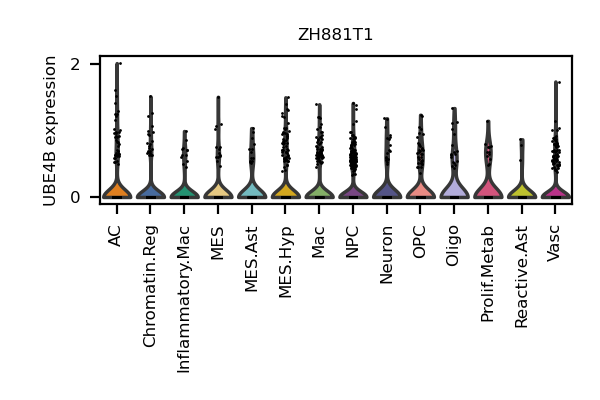 ZH881T1
UBE4B expression
2
0
AC
Chromatin.Reg
Inflammatory.Mac
MES
MES.Ast
MES.Hyp
Mac
NPC
Neuron
OPC
Oligo
Prolif.Metab
Reactive.Ast
Vasc